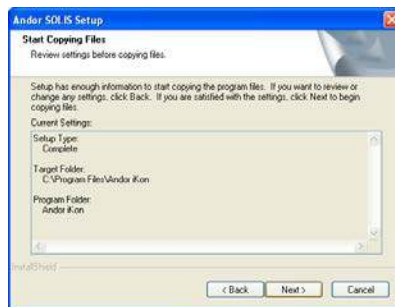 Andor SOLIS Setup
Start Copying Files
Review settings before copying files.
Setup has enough information to start copying the program files. If you want to review or
change any settings, click Back. If you are satisfied with the settings, click Next to begin
copying files.
Current Settings:
Setup Type:
Complete
Target Folder:
C:\Program Files\Andor iKon
Program Folder:
Andor iKon
InstallShield
< Back
Next >
Cancel